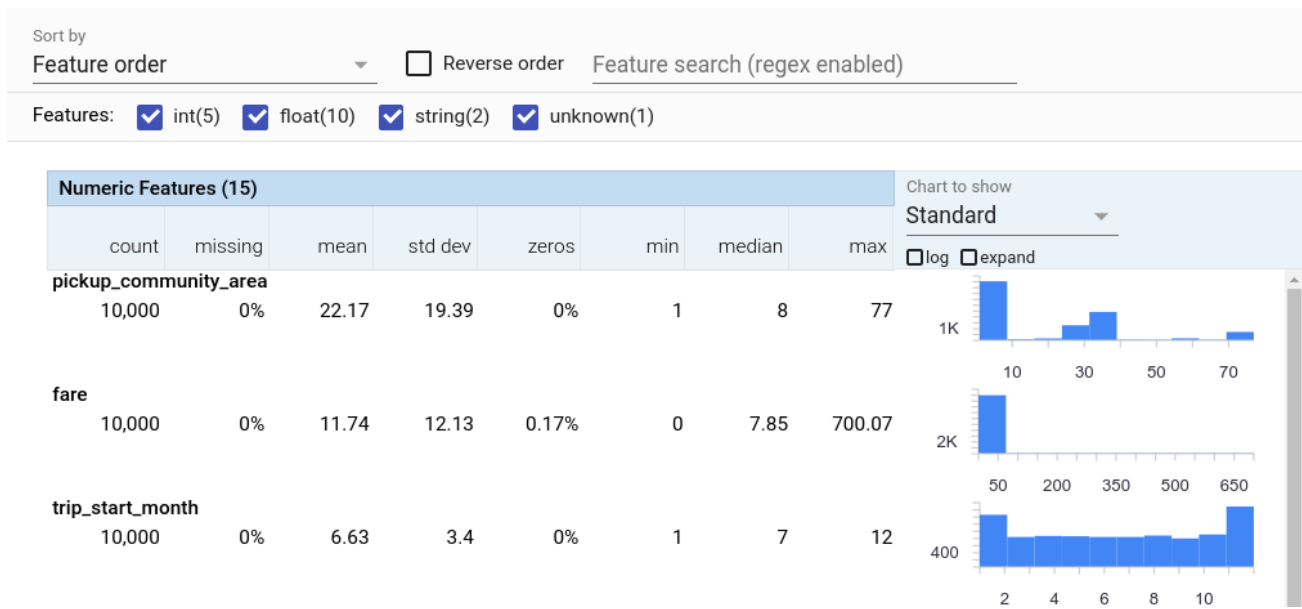 Sort by
Feature order
Reverse order
Feature search (regex enabled)
Features: int(5) float(10) string(2) unknown(1)
Numeric Features (15)
Chart to show
Standard
count missing mean std dev zeros min median max
log expand
pickup_community_area
10,000 0% 22.17 19.39 0% 1 8 77
1K
10 30 50 70
fare
10,000 0% 11.74 12.13 0.17% 0 7.85 700.07
2K
50 200 350 500 650
trip_start_month
10,000 0% 6.63 3.4 0% 1 7 12
400
2 4 6 8 10